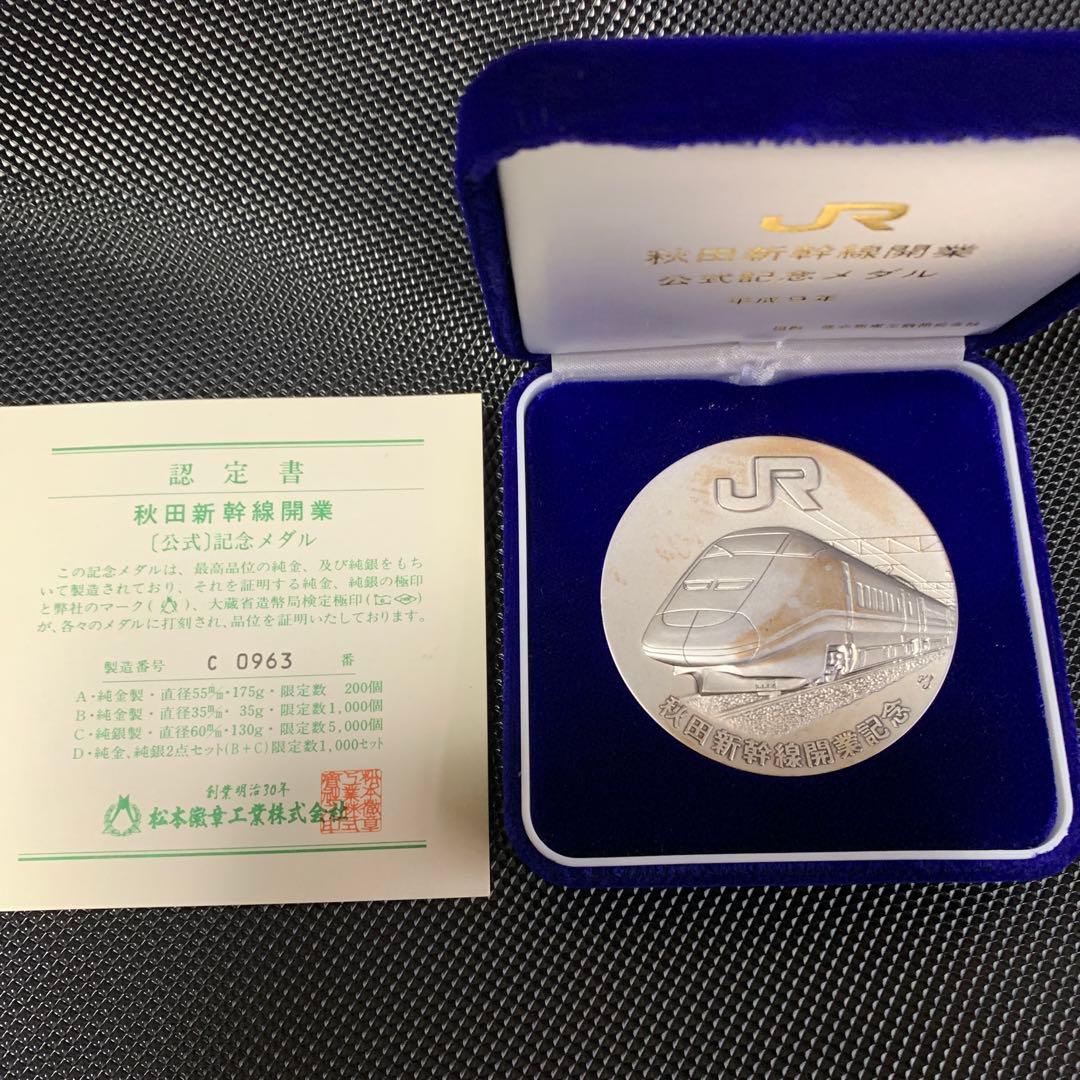 認定書
秋田新幹線開業
〔公式〕記念メダル
この記念メダルは、最高品位の純金、及び純銀をもち
いて製造されており、それを証明する純金、純銀の極印
と弊社のマーク( )、大蔵省造幣局検定極印( )
が、各々のメダルに打刻され、品位を証明いたしております。
製造番号 C 0963 番
A・純金製・直径55㎜・175g・限定数 200個
B・純金製・直径35㎜・35g・限定数1,000個
C・純銀製・直径60㎜・130g・限定数5,000個
D・純金、純銀2点セット(B+C)限定数1,000セット
創業明治30年
松本徽章工業株式会社
JR
秋田新幹線開業
公式記念メダル
平成9年
JR
秋田新幹線開業記念